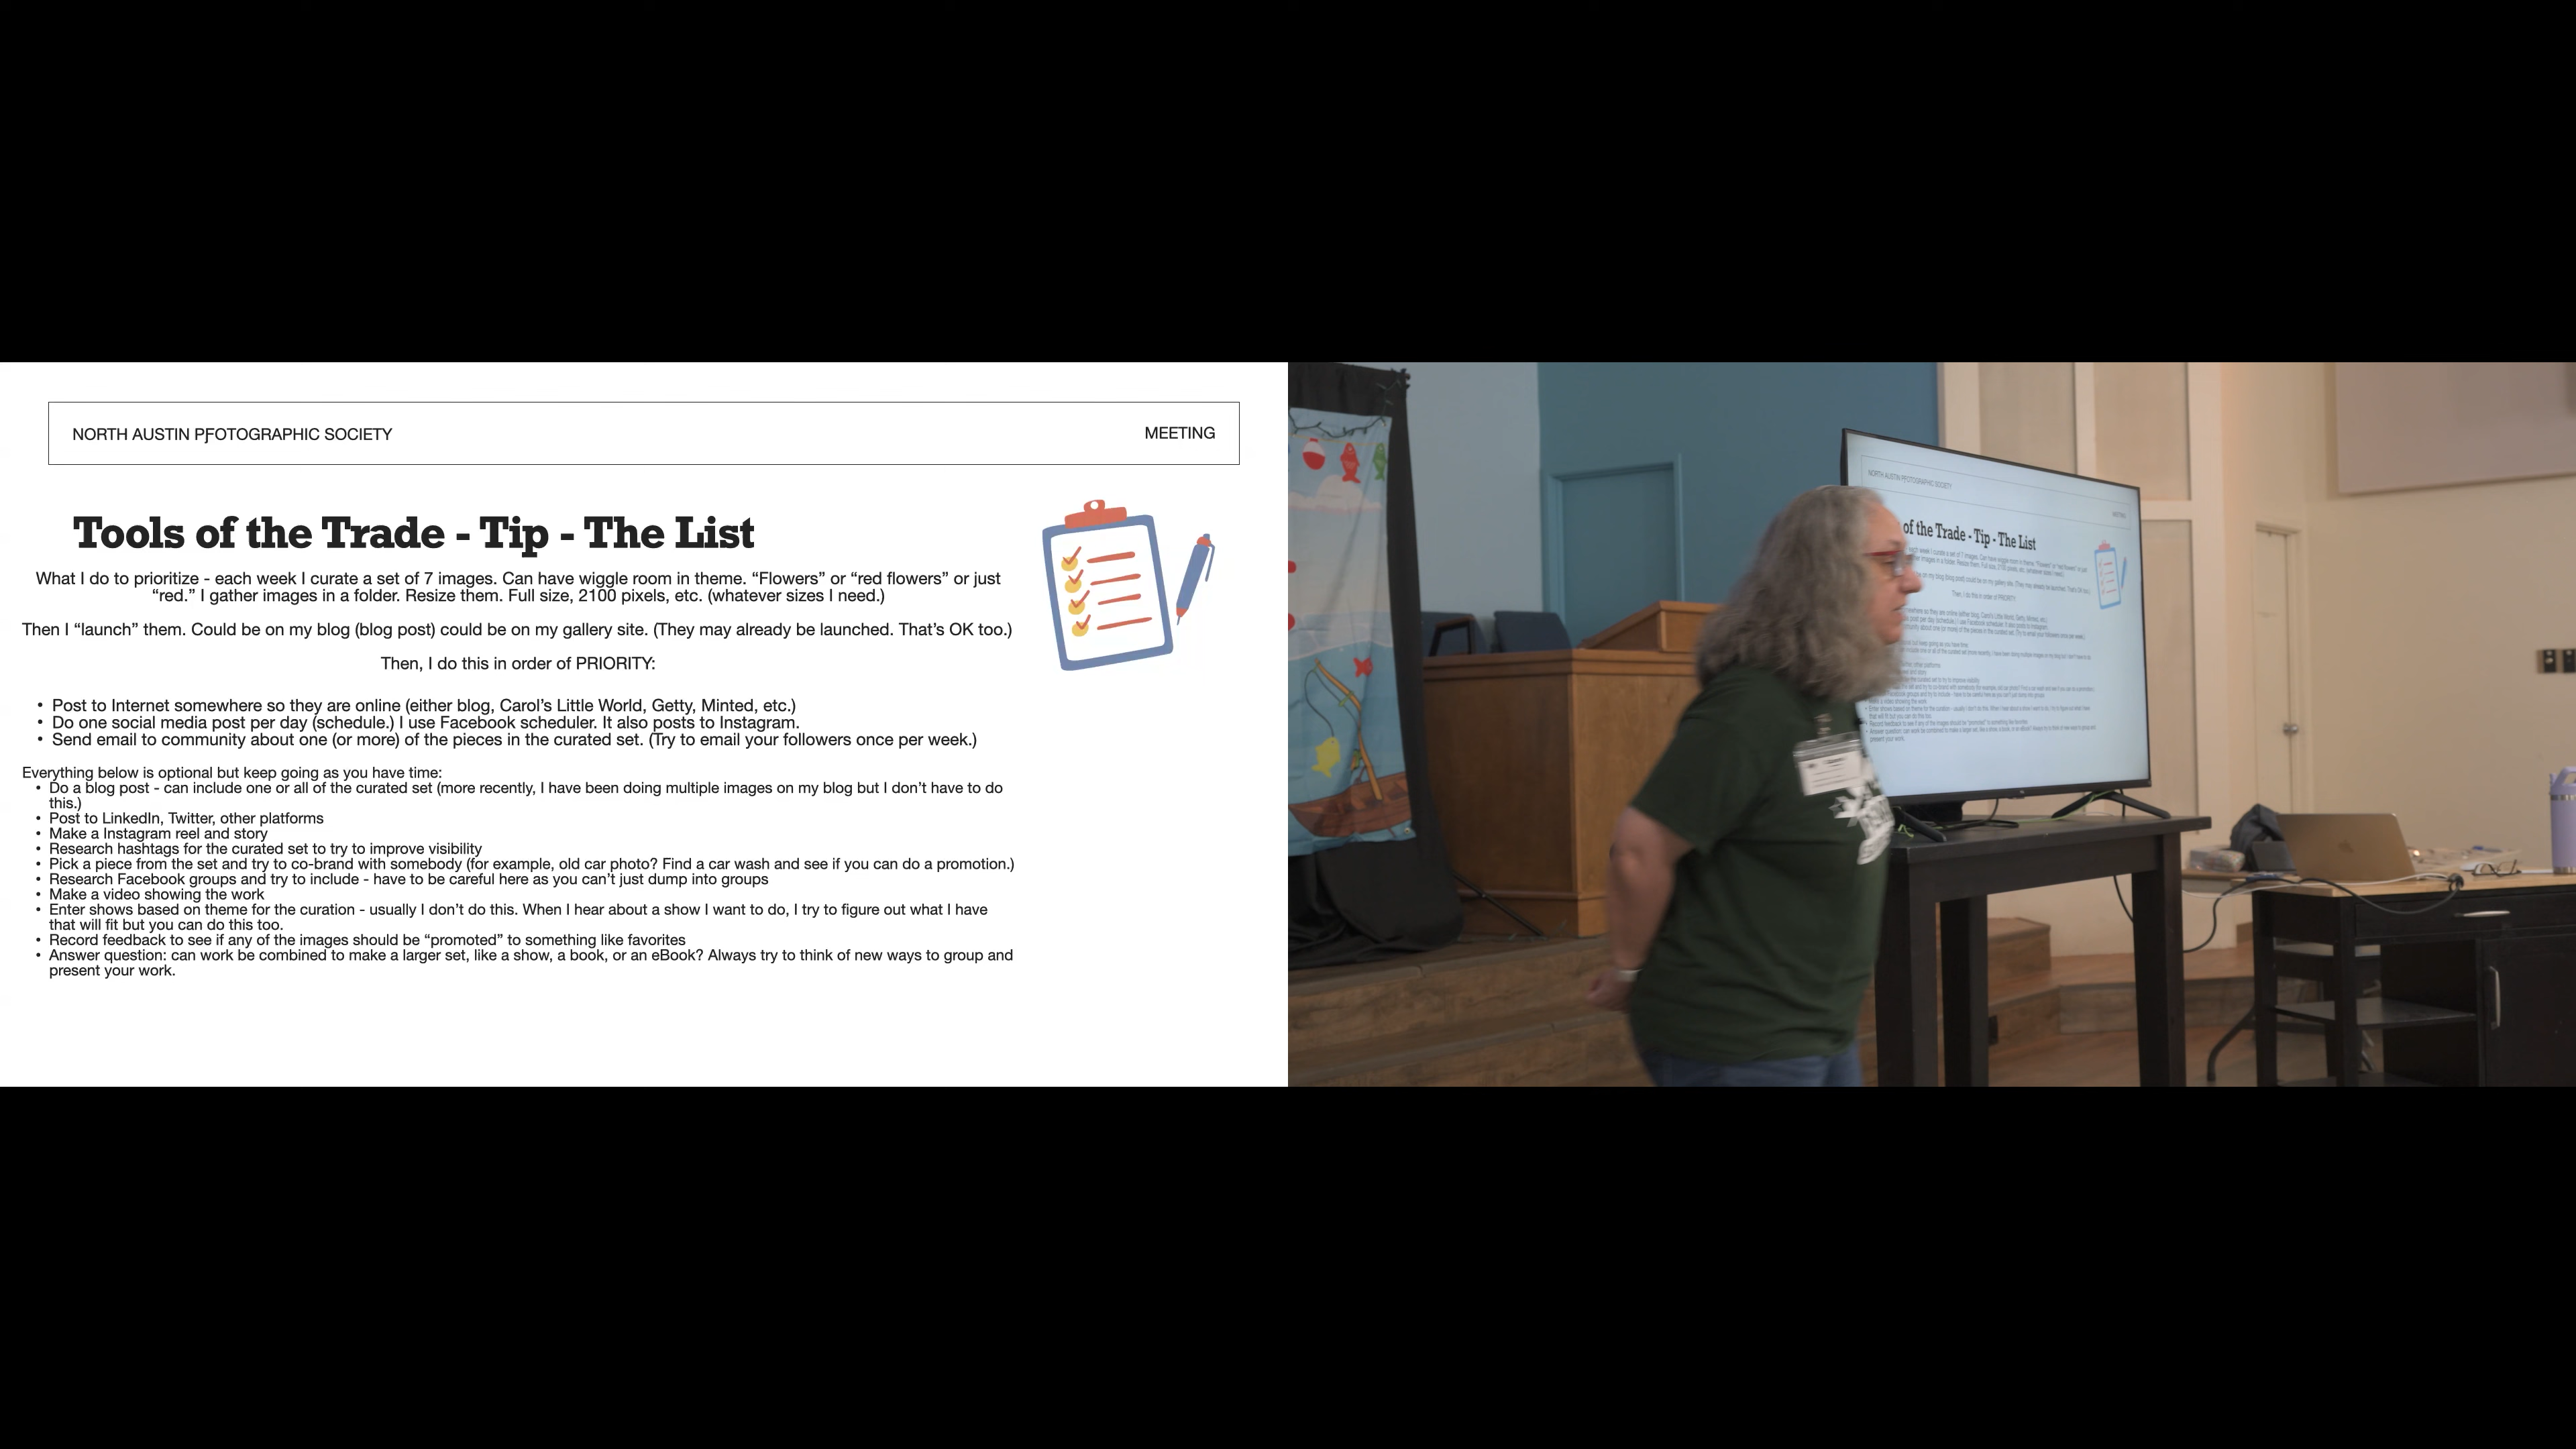 NORTH AUSTIN PFOTOGRAPHIC SOCIETY
MEETING
Tools of the Trade - Tip - The List
What I do to prioritize - each week I curate a set of 7 images. Can have wiggle room in theme. “Flowers” or “red flowers” or just
“red.” I gather images in a folder. Resize them. Full size, 2100 pixels, etc. (whatever sizes I need.)
Then I “launch” them. Could be on my blog (blog post) could be on my gallery site. (They may already be launched. That’s OK too.)
Then, I do this in order of PRIORITY:
• Post to Internet somewhere so they are online (either blog, Carol’s Little World, Getty, Minted, etc.)
• Do one social media post per day (schedule.) I use Facebook scheduler. It also posts to Instagram.
• Send email to community about one (or more) of the pieces in the curated set. (Try to email your followers once per week.)
Everything below is optional but keep going as you have time:
• Do a blog post - can include one or all of the curated set (more recently, I have been doing multiple images on my blog but I don’t have to do
this.)
• Post to LinkedIn, Twitter, other platforms
• Make a Instagram reel and story
• Research hashtags for the curated set to try to improve visibility
• Pick a piece from the set and try to co-brand with somebody (for example, old car photo? Find a car wash and see if you can do a promotion.)
• Research Facebook groups and try to include - have to be careful here as you can’t just dump into groups
• Make a video showing the work
• Enter shows based on theme for the curation - usually I don’t do this. When I hear about a show I want to do, I try to figure out what I have
that will fit but you can do this too.
• Record feedback to see if any of the images should be “promoted” to something like favorites
• Answer question: can work be combined to make a larger set, like a show, a book, or an eBook? Always try to think of new ways to group and
present your work.
NORTH AUSTIN PFOTOGRAPHIC SOCIETY
MEETING
of the Trade - Tip - The List
Then, I do this in order of PRIORITY: